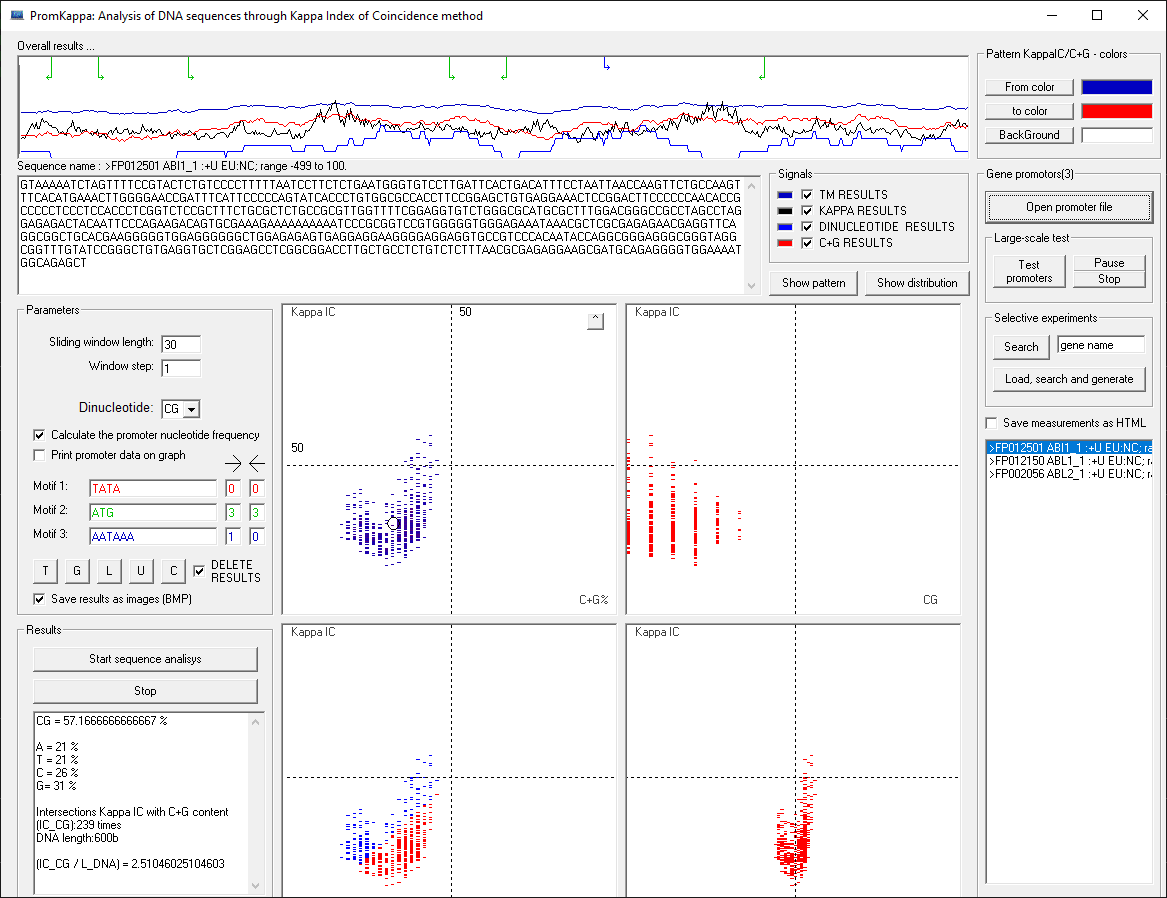 PromKappa: Analysis of DNA sequences through Kappa Index of Coincidence method
Overall results ...
Sequence name : >FP012501 ABI1_1 :+U EU:NC; range -499 to 100.
GTAAAAATCTAGTTTTCCGTACTCTGTCCCCTTTTTAATCCTTCTCTGAATGGGTGTCCTTGATTCACTGACATTTCCTAATTAACCAAGTTCTGCCAAGT
TTCACATGAAACTTGGGGAACCGATTTCATTCCCCCAGTATCACCCTGTGGCGCCACCTTCCGGAGCTGTGAGGAAACTCCGGACTTCCCCCCAACACCG
CCCCCTCCCTCCACCCTCGGTCTCCGCTTTCTGCGCTCTGCCGCGTTGGTTTTCGGAGGTGTCTGGGCGCATGCGCTTTGGACGGGCCGCCTAGCCTAG
GAGAGACTACAATTCCCAGAAGACAGTGCGAAAGAAAAAAAAAATCCCGCGGTCCGTGGGGGTGGGAGAAATAAACGCTCGCGAGAGAACGAGGTTCA
GGCGGCTGCACGAAGGGGGTGGAGGGGGGCTGGAGAGAGTGAGGAGGAAGGGGAGGAGGTGCCGTCCCACAATACCAGGCGGGAGGGCGGGTAGG
CGGTTTGTATCCGGGCTGTGAGGTGCTCGGAGCCTCGGCGGACCTTGCTGCCTCTGTCTCTTTAACGCGAGAGGAAGCGATGCAGAGGGGTGGAAAAT
GGCAGAGCT
Signals
TM RESULTS
KAPPA RESULTS
DINUCLEOTIDE RESULTS
C+G RESULTS
Show pattern
Show distribution
Pattern KappaIC/C+G - colors
From color
to color
BackGround
Gene promotors(3)
Open promoter file
Large-scale test
Test
promoters
Pause
Stop
Selective experiments
Search
gene name
Load, search and generate
Save measurements as HTML
>FP012501 ABI1_1 :+U EU:NC; ra
>FP012150 ABL1_1 :+U EU:NC; r
>FP002056 ABL2_1 :+U EU:NC; r
Parameters
Sliding window length: 30
Window step: 1
Dinucleotide: CG
Calculate the promoter nucleotide frequency
Print promoter data on graph
Motif 1: TATA 0 0
Motif 2: ATG 3 3
Motif 3: AATAAA 1 0
T G L U C
DELETE
RESULTS
Save results as images (BMP)
Results
Start sequence analisys
Stop
CG = 57.1666666666667 %
A = 21 %
T = 21 %
C = 26 %
G= 31 %
Intersections Kappa IC with C+G content
(IC_CG):239 times
DNA length:600b
(IC_CG / L_DNA) = 2.51046025104603
Kappa IC
50
50
C+G%
Kappa IC
CG
Kappa IC
Kappa IC